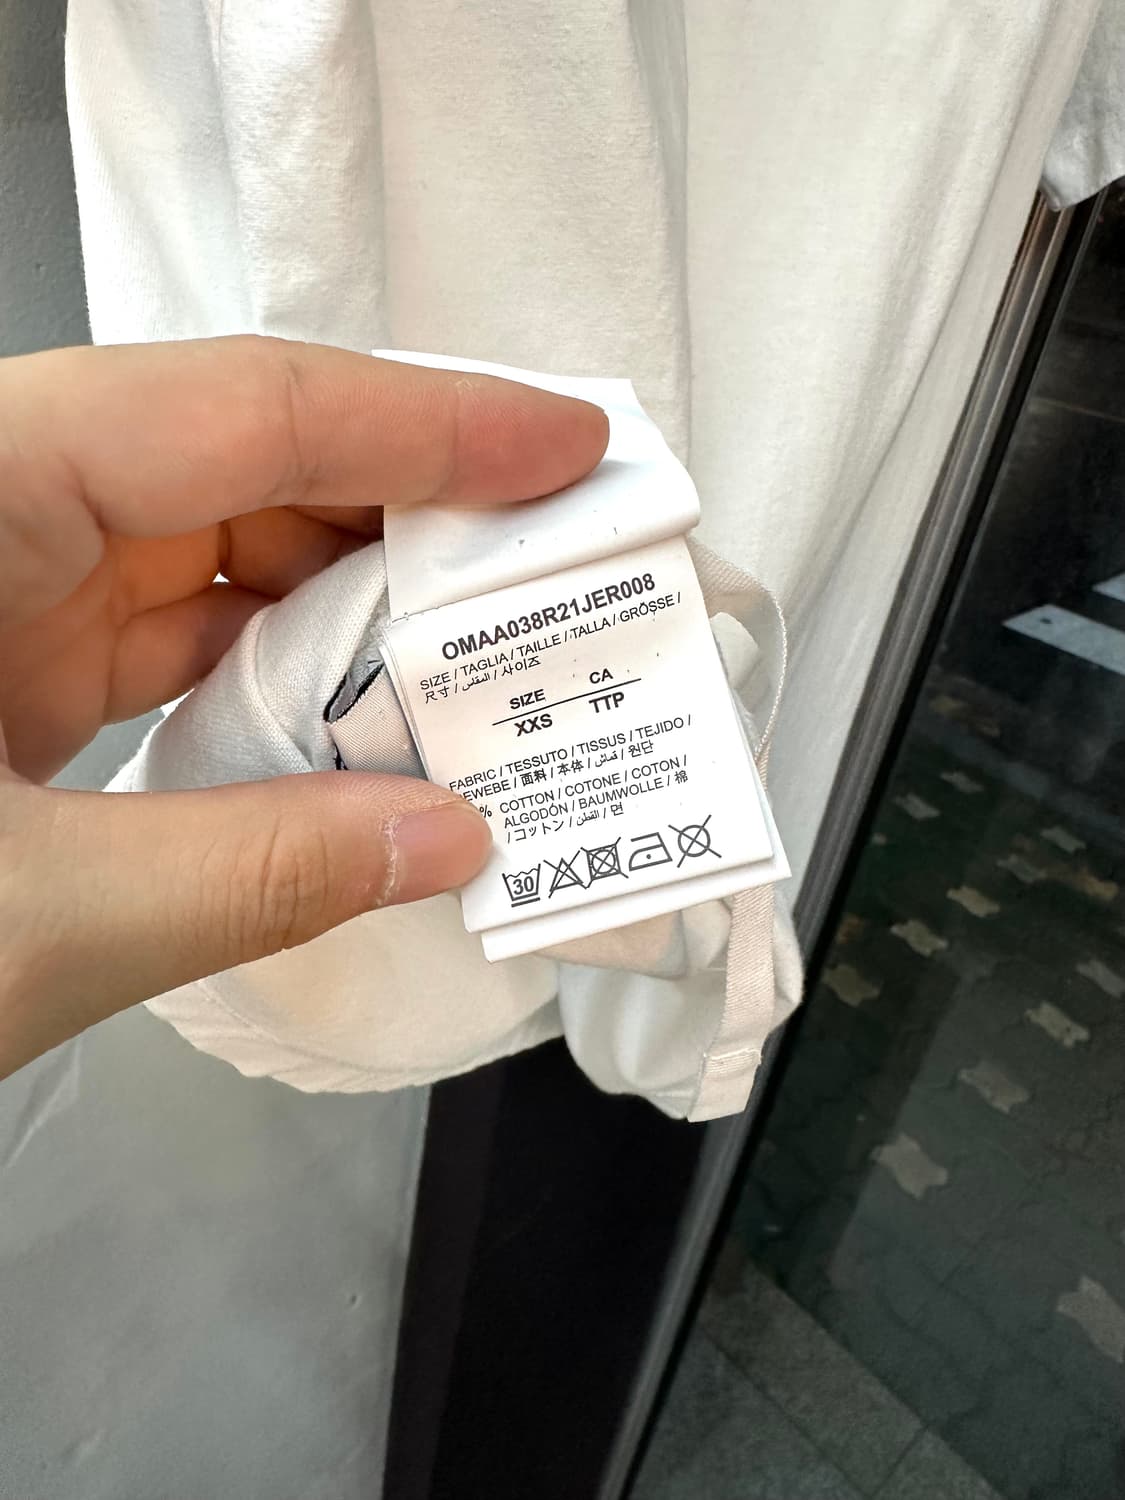 OMAA038R21JER008
SIZE / TAGLIA / TAILLE / TALLA / GRÖSSE /
尺寸 / المقاس / 사이즈
SIZE CA
XXS TTP
FABRIC / TESSUTO / TISSUS / TEJIDO /
EWEBE / 面料 / 本体 / قماش / 원단
% COTTON / COTONE / COTON /
ALGODÓN / BAUMWOLLE / 棉
/ コットン / القطن / 면
30